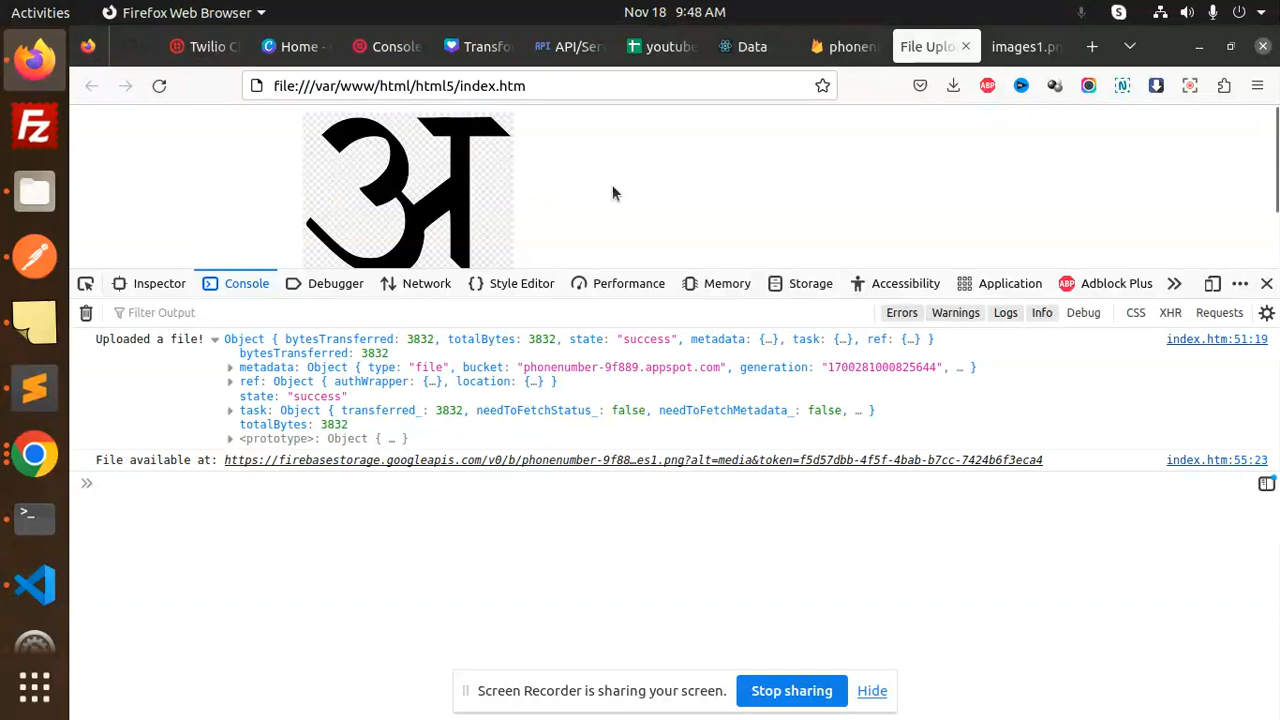 Activities
Firefox Web Browser
Nov 18 9:48 AM
Twilio C
Home -
Console
Transfo
API API/Ser
youtube
Data
phonen
File Uplo
images1.pn
file:///var/www/html/html5/index.htm
ABP
अ
Inspector
Console
Debugger
Network
Style Editor
Performance
Memory
Storage
Accessibility
Application
Adblock Plus
Filter Output
Errors
Warnings
Logs
Info
Debug
CSS
XHR
Requests
Uploaded a file! Object { bytesTransferred: 3832, totalBytes: 3832, state: "success", metadata: {…}, task: {…}, ref: {…} } index.htm:51:19
bytesTransferred: 3832
metadata: Object { type: "file", bucket: "phonenumber-9f889.appspot.com", generation: "1700281000825644", … }
ref: Object { authWrapper: {…}, location: {…} }
state: "success"
task: Object { transferred_: 3832, needToFetchStatus_: false, needToFetchMetadata_: false, … }
totalBytes: 3832
<prototype>: Object { … }
File available at: https://firebasestorage.googleapis.com/v0/b/phonenumber-9f88…es1.png?alt=media&token=f5d57dbb-4f5f-4bab-b7cc-7424b6f3eca4 index.htm:55:23
Screen Recorder is sharing your screen.
Stop sharing
Hide